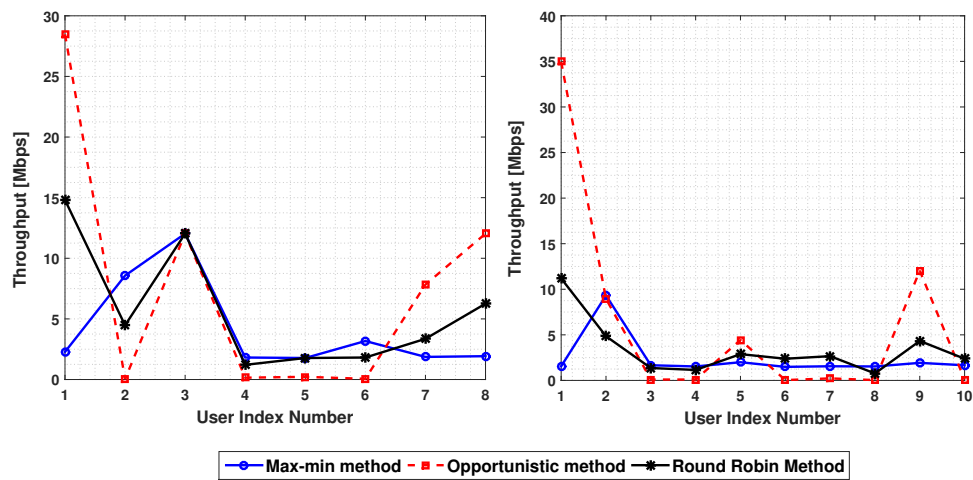 30
25
20
15
10
5
0
Throughput [Mbps]
1 2 3 4 5 6 7 8
User Index Number
40
35
30
25
20
15
10
5
0
Throughput [Mbps]
1 2 3 4 5 6 7 8 9 10
User Index Number
Max-min method Opportunistic method Round Robin Method